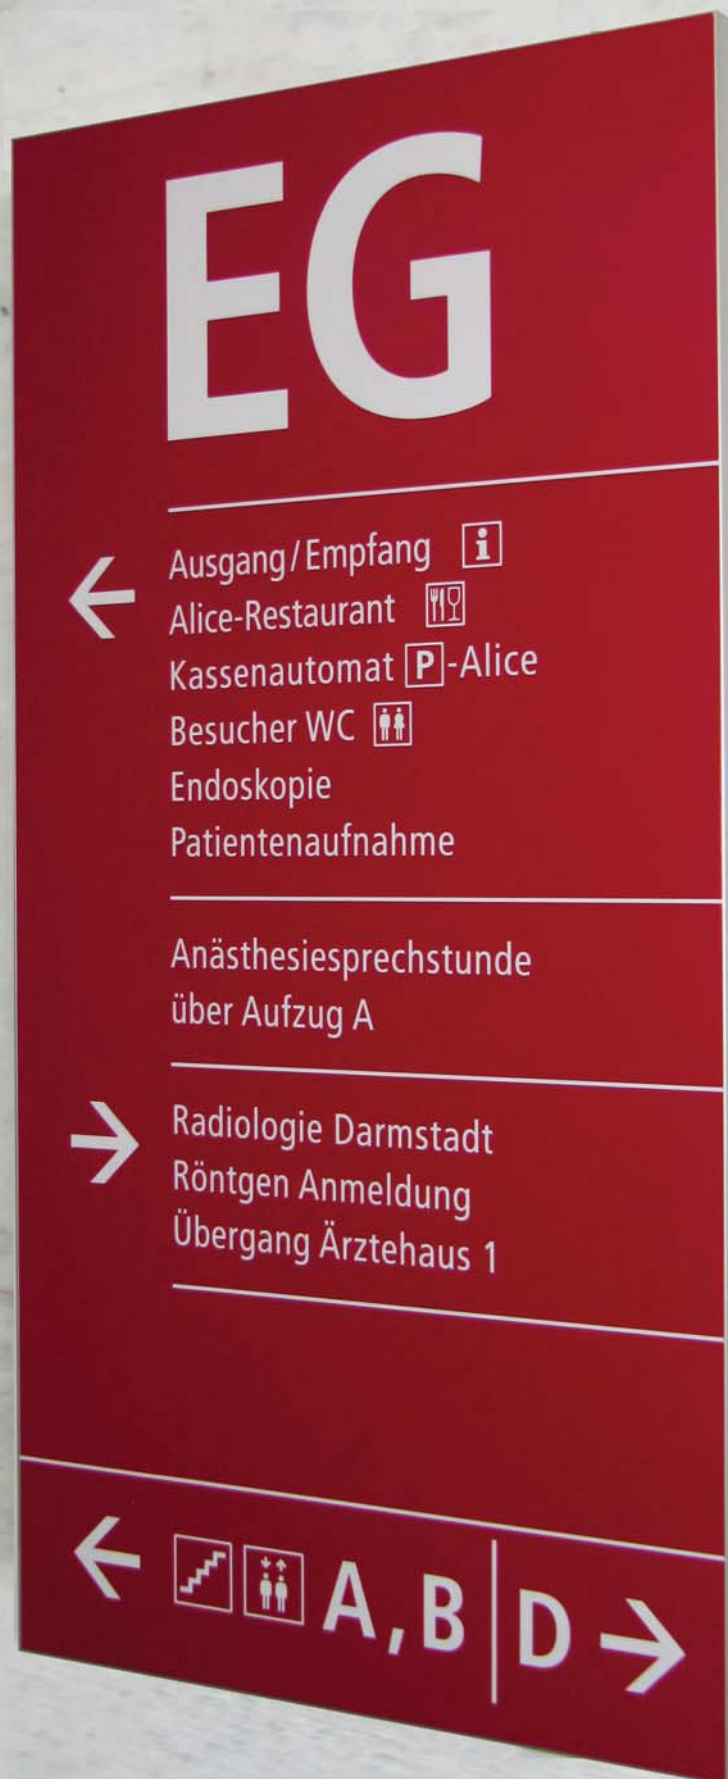 EG
Ausgang/Empfang i
Alice-Restaurant
Kassenautomat P-Alice
Besucher WC
Endoskopie
Patientenaufnahme
Anästhesiesprechstunde
über Aufzug A
Radiologie Darmstadt
Röntgen Anmeldung
Übergang Ärztehaus 1
A, B D